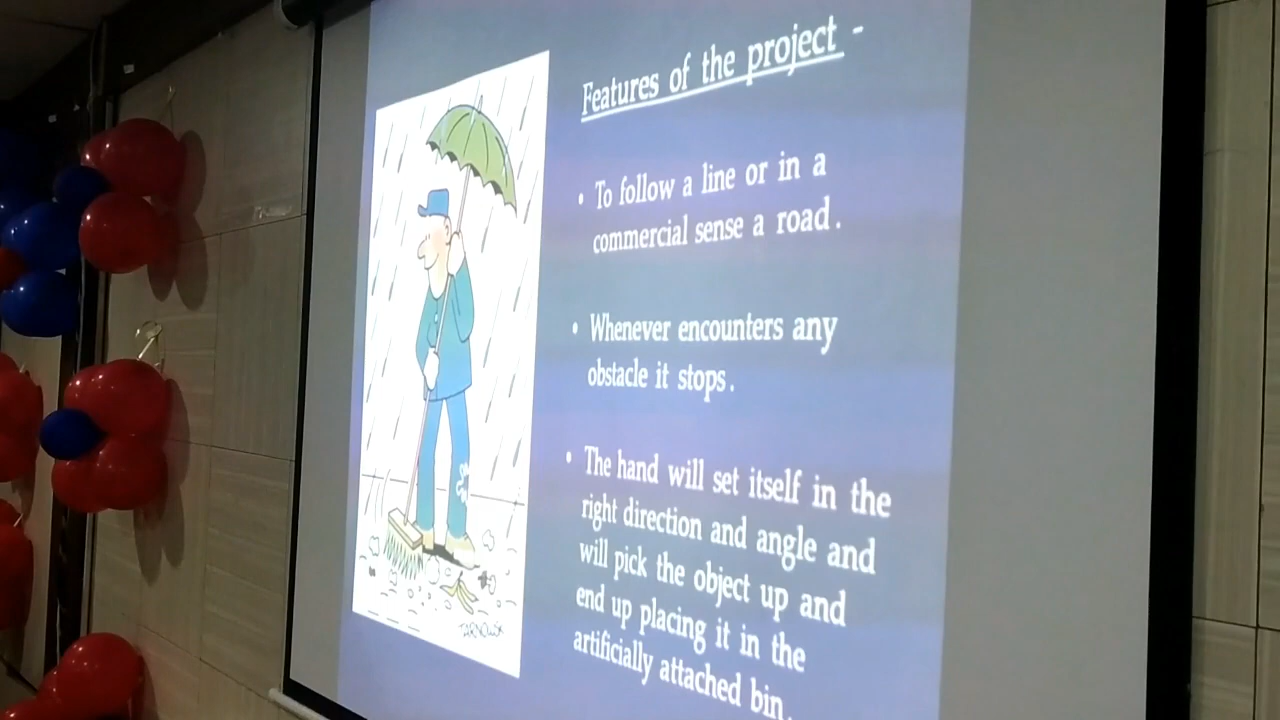 Features of the project -
• To follow a line or in a
commercial sense a road.
• Whenever encounters any
obstacle it stops.
• The hand will set itself in the
right direction and angle and
will pick the object up and
end up placing it in the
artificially attached bin.